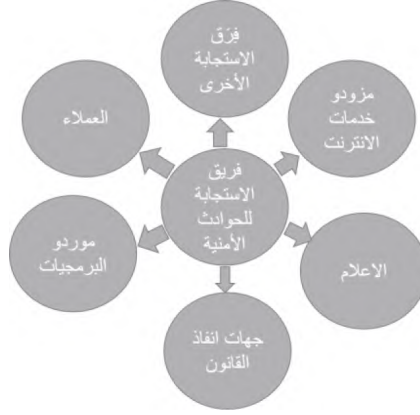 فرق
الاستجابة
الأخرى
مزودو
خدمات
الانترنت
العملاء
فريق
الاستجابة
للحوادث
الأمنية
موردو
البرمجيات
الاعلام
جهات انفاذ
القانون